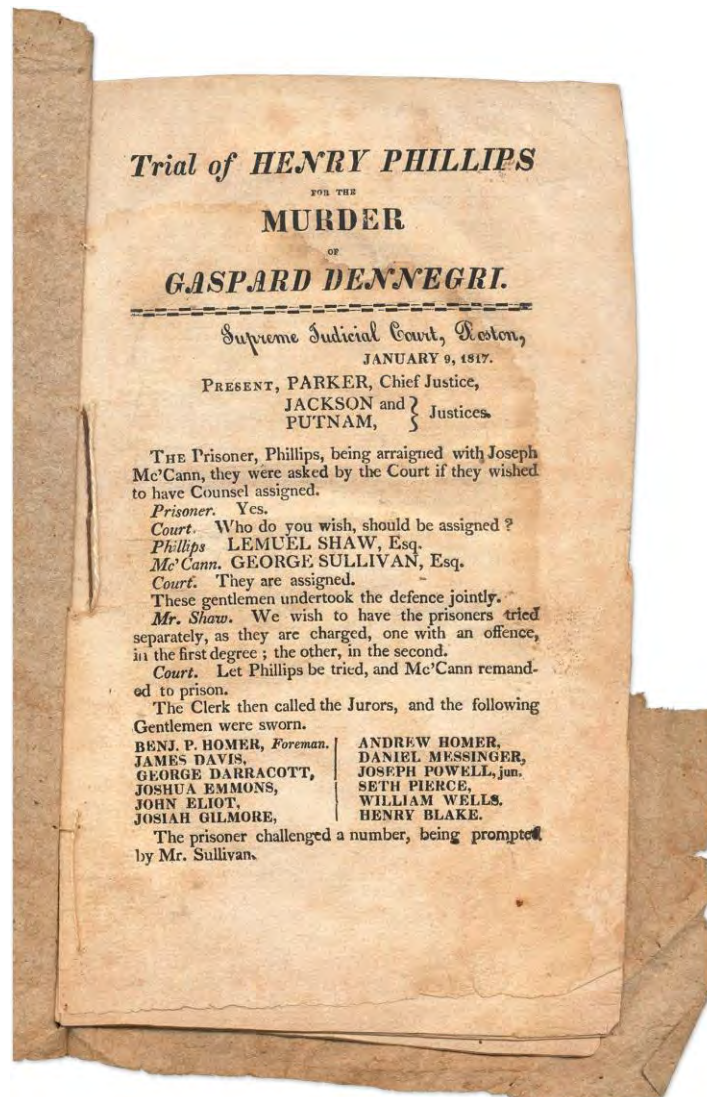 Trial of HENRY PHILLIPS
FOR THE
MURDER
OF
GASPARD DENNEGRI.
Supreme Judicial Court, Boston,
JANUARY 9, 1817.
PRESENT, PARKER, Chief Justice,
JACKSON and } Justices.
PUTNAM,
THE Prisoner, Phillips, being arraigned with Joseph
Mc'Cann, they were asked by the Court if they wished
to have Counsel assigned.
Prisoner. Yes.
Court. Who do you wish, should be assigned ?
Phillips LEMUEL SHAW, Esq.
Mc'Cann. GEORGE SULLIVAN, Esq.
Court. They are assigned.
These gentlemen undertook the defence jointly.
Mr. Shaw. We wish to have the prisoners tried
separately, as they are charged, one with an offence,
in the first degree ; the other, in the second.
Court. Let Phillips be tried, and Mc'Cann remand-
ed to prison.
The Clerk then called the Jurors, and the following
Gentlemen were sworn.
BENJ. P. HOMER, Foreman.
JAMES DAVIS,
GEORGE DARRACOTT,
JOSHUA EMMONS,
JOHN ELIOT,
JOSIAH GILMORE,
ANDREW HOMER,
DANIEL MESSINGER,
JOSEPH POWELL, jun.
SETH PIERCE,
WILLIAM WELLS.
HENRY BLAKE.
The prisoner challenged a number, being prompted
by Mr. Sullivan.